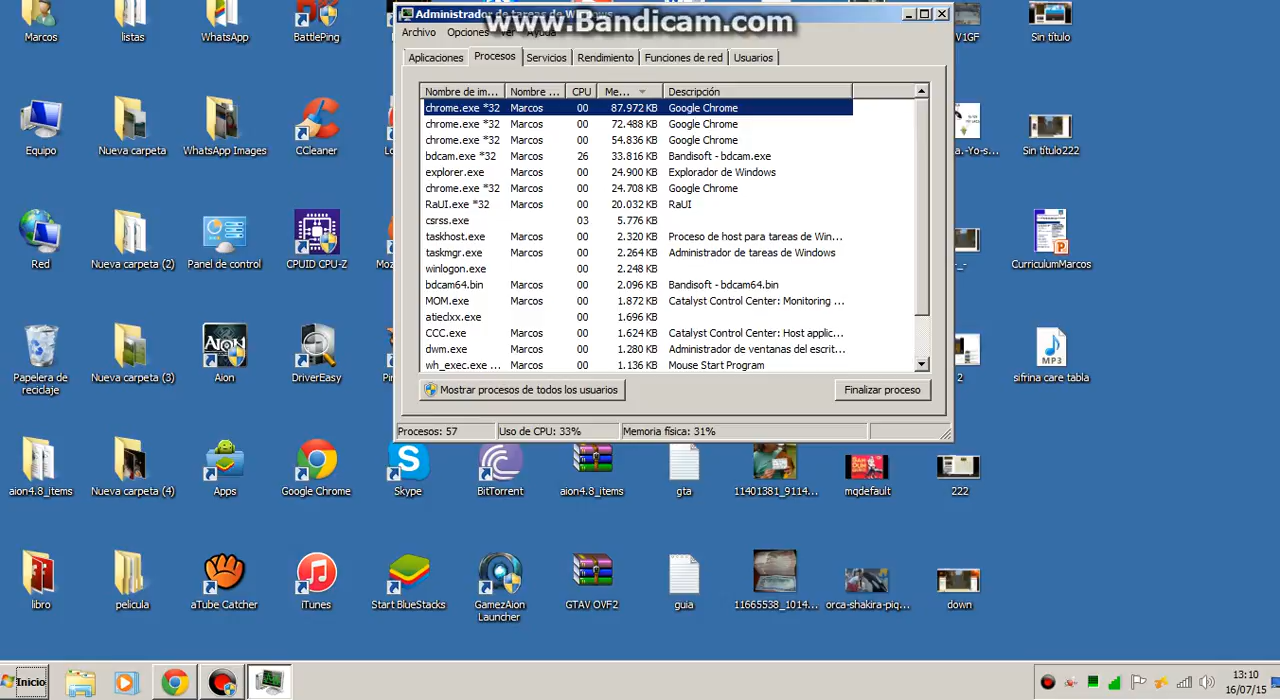 Administrador de tareas de Windows
www.Bandicam.com
Archivo Opciones Ver Ayuda
Aplicaciones Procesos Servicios Rendimiento Funciones de red Usuarios
Nombre de im... Nombre ... CPU Me... Descripción
chrome.exe *32 Marcos 00 87.972 KB Google Chrome
chrome.exe *32 Marcos 00 72.488 KB Google Chrome
chrome.exe *32 Marcos 00 54.836 KB Google Chrome
bdcam.exe *32 Marcos 26 33.816 KB Bandisoft - bdcam.exe
explorer.exe Marcos 00 24.900 KB Explorador de Windows
chrome.exe *32 Marcos 00 24.708 KB Google Chrome
RaUI.exe *32 Marcos 00 20.032 KB RaUI
csrss.exe 03 5.776 KB
taskhost.exe Marcos 00 2.320 KB Proceso de host para tareas de Win...
taskmgr.exe Marcos 00 2.264 KB Administrador de tareas de Windows
winlogon.exe 00 2.248 KB
bdcam64.bin Marcos 00 2.096 KB Bandisoft - bdcam64.bin
MOM.exe Marcos 00 1.872 KB Catalyst Control Center: Monitoring ...
atieclxx.exe 00 1.696 KB
CCC.exe Marcos 00 1.624 KB Catalyst Control Center: Host applic...
dwm.exe Marcos 00 1.280 KB Administrador de ventanas del escrit...
wh_exec.exe ... Marcos 00 1.136 KB Mouse Start Program
Mostrar procesos de todos los usuarios Finalizar proceso
Procesos: 57 Uso de CPU: 33% Memoria física: 31%
Marcos listas WhatsApp BattlePing V1GF Sin título
Equipo Nueva carpeta WhatsApp Images CCleaner a.-Yo-s... Sin título222
Red Nueva carpeta (2) Panel de control CPUID CPU-Z Moz -_- CurriculumMarcos
Papelera de
reciclaje
Nueva carpeta (3) Aion DriverEasy 2 sifrina care tabla
AION
MP3
aion4.8_items Nueva carpeta (4) Apps Google Chrome Skype BitTorrent aion4.8_items gta 11401381_9114... mqdefault 222
libro pelicula aTube Catcher iTunes Start BlueStacks GamezAion
Launcher
GTAV OVF2 guia 11665538_1014... orca-shakira-piq... down
Inicio
13:10
16/07/15